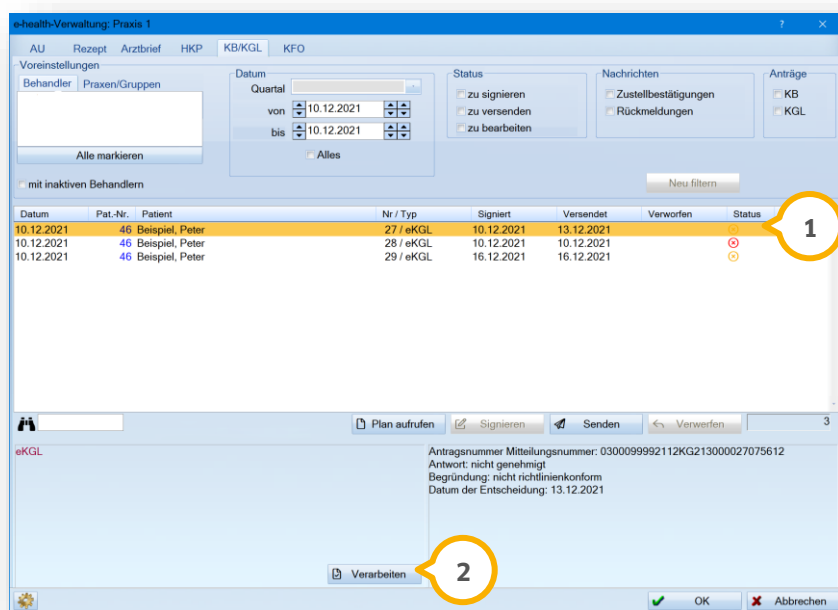 e-health-Verwaltung: Praxis 1 ? ×
AU Rezept Arztbrief HKP KB/KGL KFO
Voreinstellungen
Behandler Praxen/Gruppen
Alle markieren
mit inaktiven Behandlern
Datum
Quartal
von 10.12.2021
bis 10.12.2021
Alles
Status
zu signieren
zu versenden
zu bearbeiten
Nachrichten
Zustellbestätigungen
Rückmeldungen
Anträge
KB
KGL
Neu filtern
Datum Pat.-Nr. Patient Nr / Typ Signiert Versendet Verworfen Status
10.12.2021 46 Beispiel, Peter 27 / eKGL 10.12.2021 13.12.2021
10.12.2021 46 Beispiel, Peter 28 / eKGL 10.12.2021 10.12.2021
10.12.2021 46 Beispiel, Peter 29 / eKGL 16.12.2021 16.12.2021
1
Plan aufrufen Signieren Senden Verwerfen 3
eKGL
Antragsnummer Mitteilungsnummer: 0300099992112KG213000027075612
Antwort: nicht genehmigt
Begründung: nicht richtlinienkonform
Datum der Entscheidung: 13.12.2021
Verarbeiten
2
OK Abbrechen